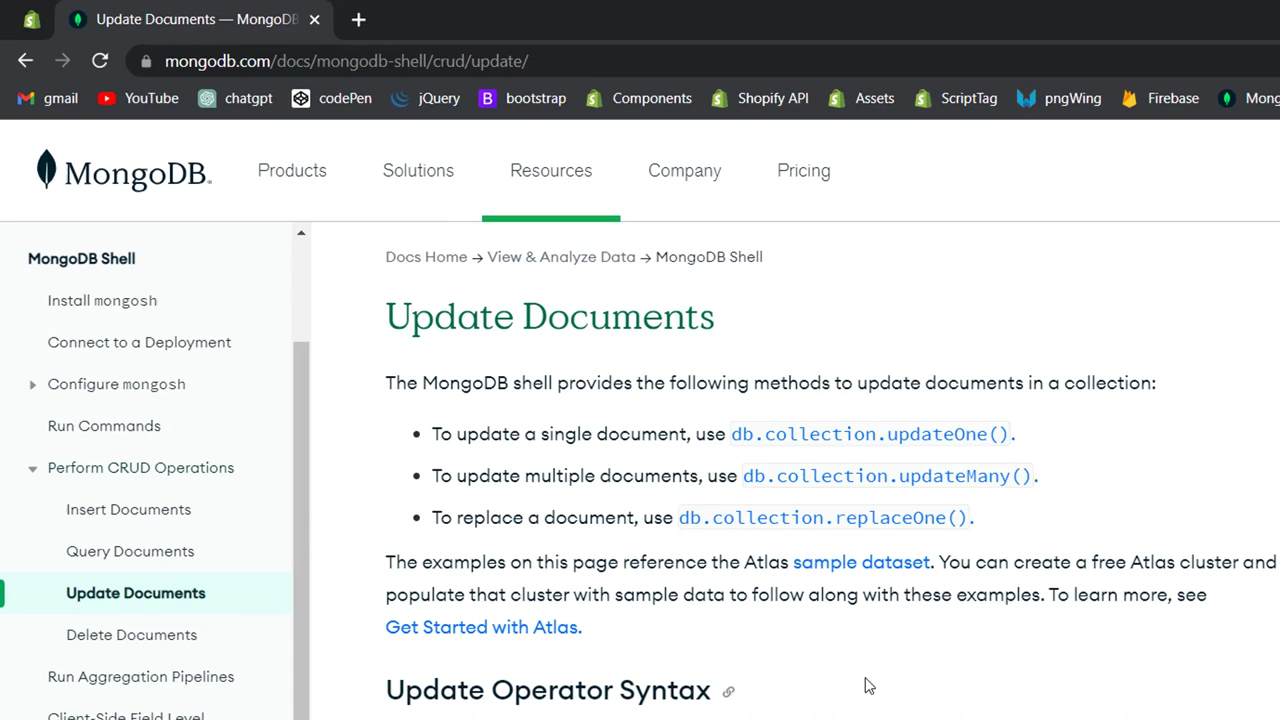 Update Documents — MongoDB
mongodb.com/docs/mongodb-shell/crud/update/
gmail YouTube chatgpt codePen jQuery B bootstrap Components Shopify API Assets ScriptTag pngWing Firebase Mong
MongoDB. Products Solutions Resources Company Pricing
MongoDB Shell
Install mongosh
Connect to a Deployment
Configure mongosh
Run Commands
Perform CRUD Operations
Insert Documents
Query Documents
Update Documents
Delete Documents
Run Aggregation Pipelines
Client-Side Field Level
Docs Home → View & Analyze Data → MongoDB Shell
Update Documents
The MongoDB shell provides the following methods to update documents in a collection:
• To update a single document, use db.collection.updateOne().
• To update multiple documents, use db.collection.updateMany().
• To replace a document, use db.collection.replaceOne().
The examples on this page reference the Atlas sample dataset. You can create a free Atlas cluster and
populate that cluster with sample data to follow along with these examples. To learn more, see
Get Started with Atlas.
Update Operator Syntax